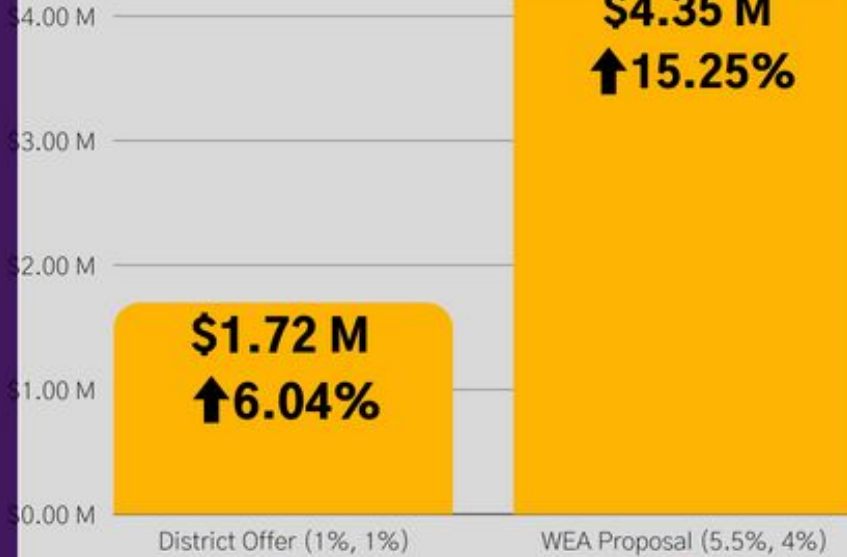 $4.00 M
$4.35 M
15.25%
$3.00 M
$2.00 M
$1.72 M
$1.00 M
6.04%
$0.00 M
District Offer (1%, 1%)
WEA Proposal (5.5%, 4%)